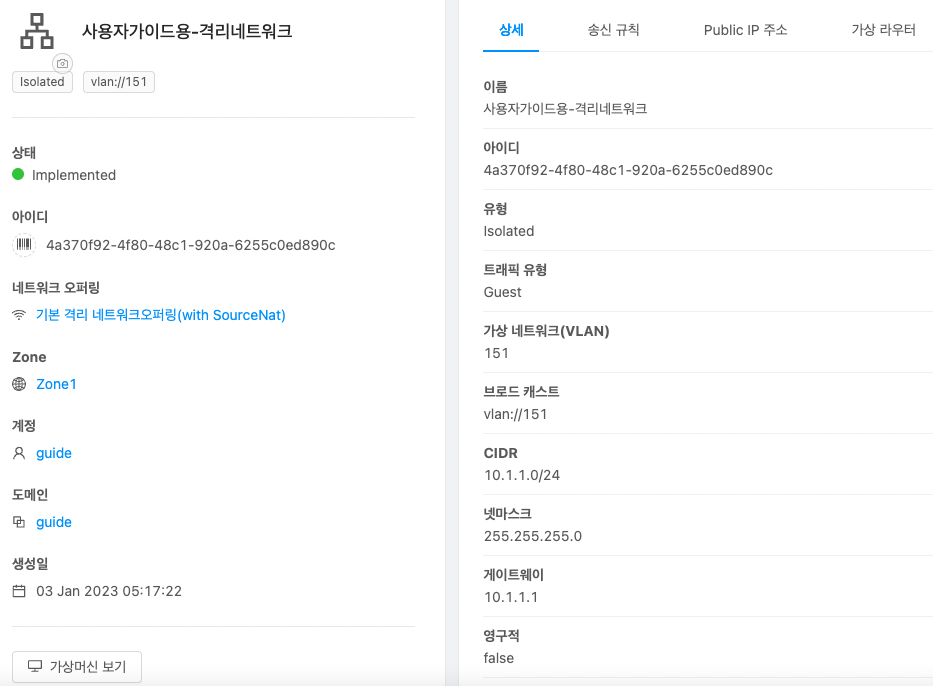 사용자가이드용-격리네트워크
Isolated
vlan://151
상태
Implemented
아이디
4a370f92-4f80-48c1-920a-6255c0ed890c
네트워크 오퍼링
기본 격리 네트워크오퍼링(with SourceNat)
Zone
Zone1
계정
guide
도메인
guide
생성일
03 Jan 2023 05:17:22
가상머신 보기
상세
송신 규칙
Public IP 주소
가상 라우터
이름
사용자가이드용-격리네트워크
아이디
4a370f92-4f80-48c1-920a-6255c0ed890c
유형
Isolated
트래픽 유형
Guest
가상 네트워크(VLAN)
151
브로드 캐스트
vlan://151
CIDR
10.1.1.0/24
넷마스크
255.255.255.0
게이트웨이
10.1.1.1
영구적
false